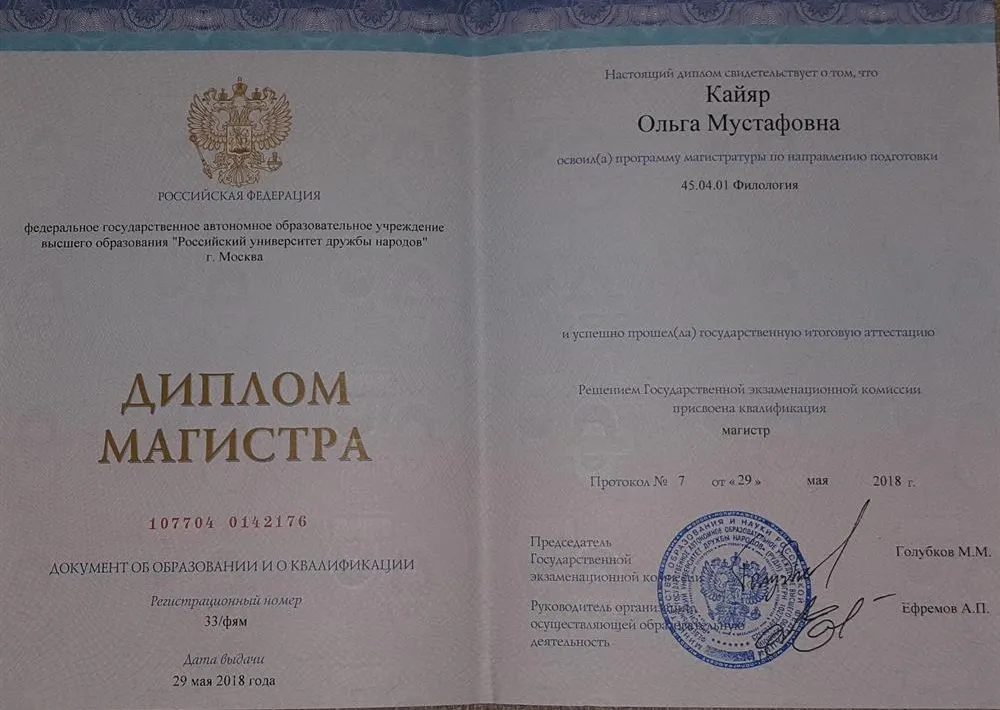 РОССИЙСКАЯ ФЕДЕРАЦИЯ
федеральное государственное автономное образовательное учреждение
высшего образования "Российский университет дружбы народов"
г. Москва
ДИПЛОМ
МАГИСТРА
107704 0142176
ДОКУМЕНТ ОБ ОБРАЗОВАНИИ И О КВАЛИФИКАЦИИ
Регистрационный номер
33/фям
Дата выдачи
29 мая 2018 года
Настоящий диплом свидетельствует о том, что
Кайяр
Ольга Мустафовна
освоил(а) программу магистратуры по направлению подготовки
45.04.01 Филология
и успешно прошел(ла) государственную итоговую аттестацию
Решением Государственной экзаменационной комиссии
присвоена квалификация
магистр
Протокол № 7 от « 29 » мая 2018 г.
Председатель
Государственной
экзаменационной комиссии
Голубков М.М.
Руководитель организации,
осуществляющей образовательную
деятельность
Ефремов А.П.